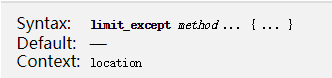 Syntax: limit_except method ... { ... }
Default: —
Context: location